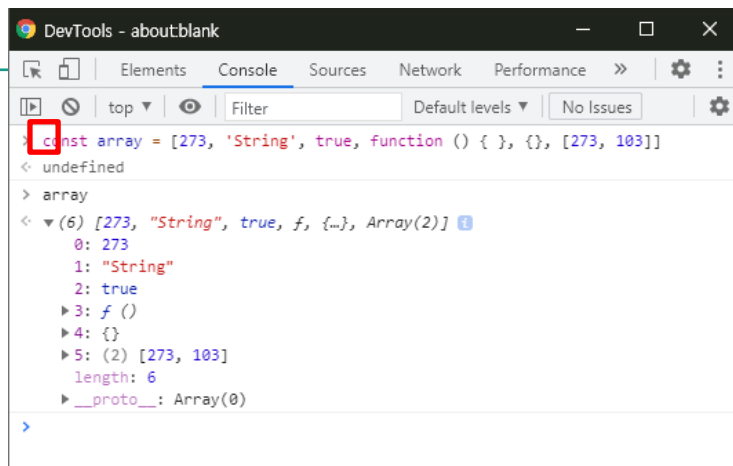 DevTools - about:blank
Elements Console Sources Network Performance »
top ▼ Filter Default levels ▼ No Issues
> const array = [273, 'String', true, function () { }, {}, [273, 103]]
undefined
> array
▼(6) [273, "String", true, ƒ, {…}, Array(2)] i
0: 273
1: "String"
2: true
▶3: ƒ ()
▶4: {}
▶5: (2) [273, 103]
length: 6
▶__proto__: Array(0)
>